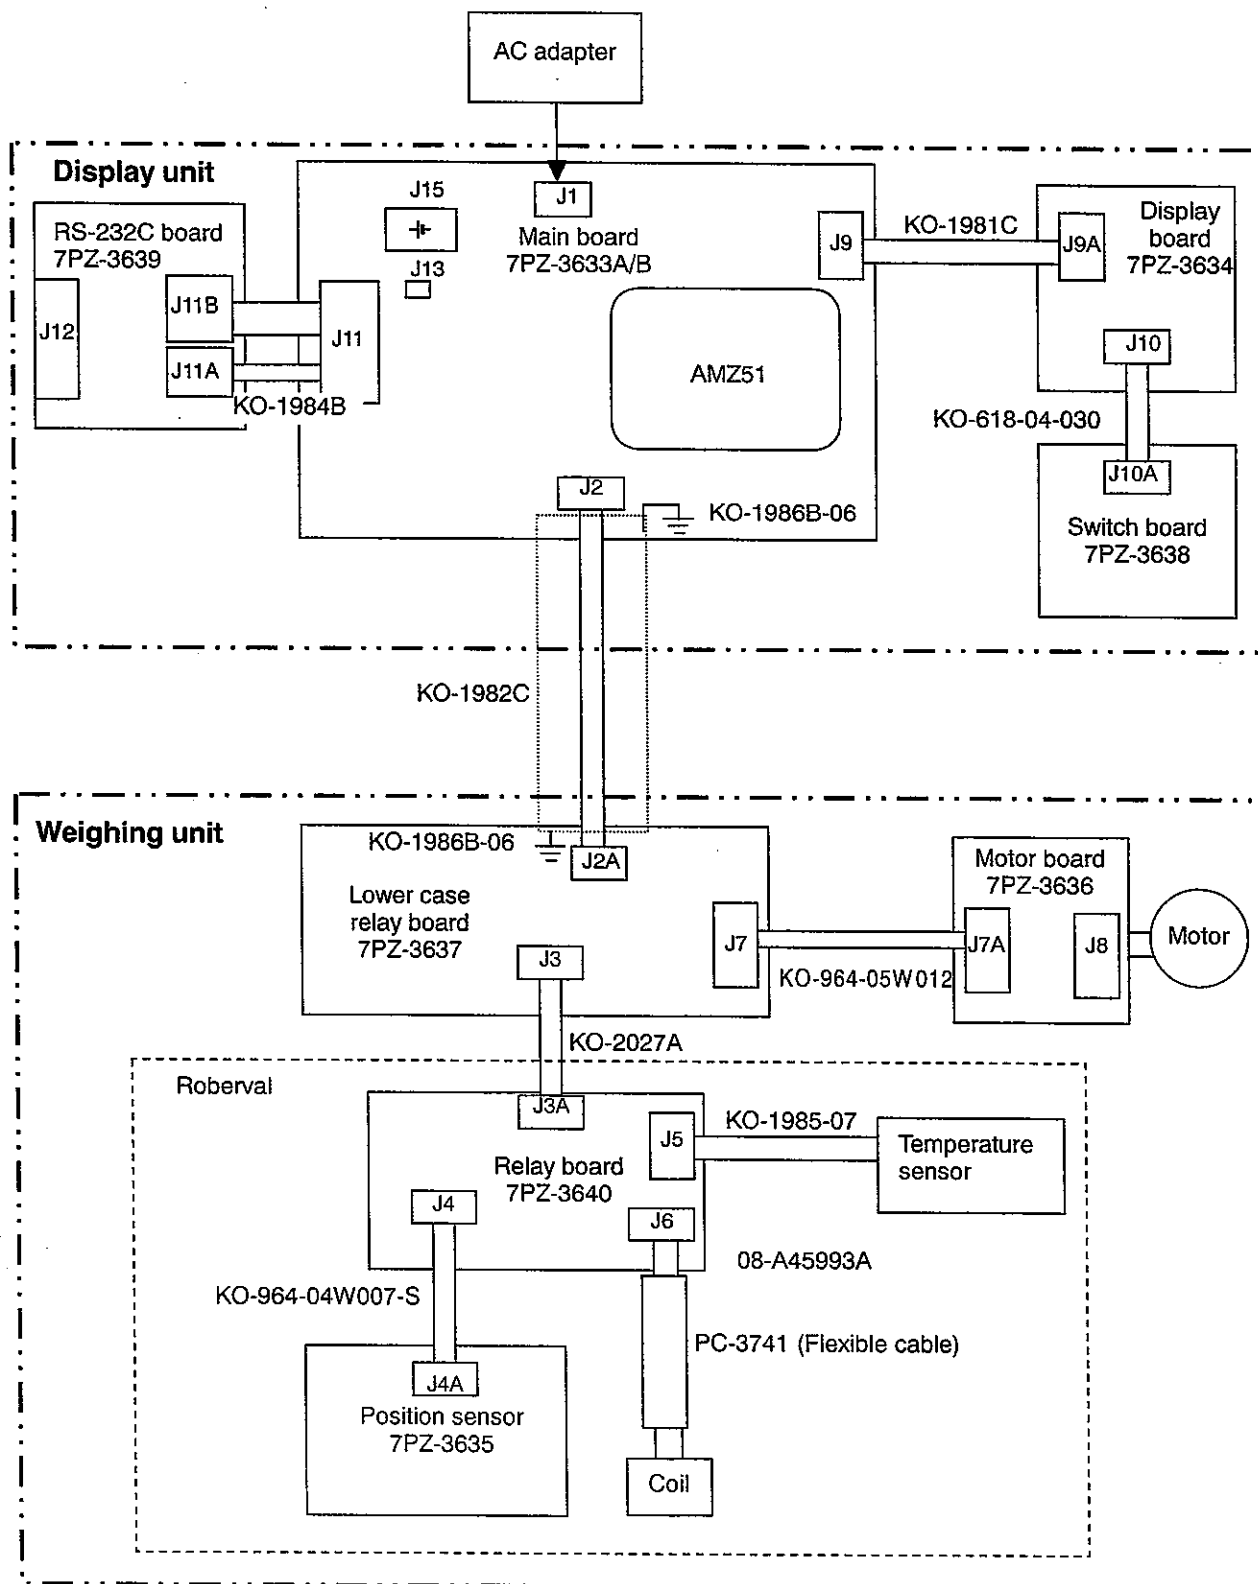 AC adapter
Display unit
J15
J1
RS-232C board
7PZ-3639
Main board
7PZ-3633A/B
J13
J9
KO-1981C
J9A
Display
board
7PZ-3634
J11B
J12
J11
J11A
KO-1984B
AMZ51
J10
KO-618-04-030
J10A
Switch board
7PZ-3638
J2
KO-1986B-06
KO-1982C
Weighing unit
KO-1986B-06
J2A
Lower case
relay board
7PZ-3637
J3
J7
KO-964-05W012
Motor board
7PZ-3636
J7A
J8
Motor
KO-2027A
Roberval
J3A
J5
KO-1985-07
Temperature
sensor
Relay board
7PZ-3640
J4
J6
08-A45993A
KO-964-04W007-S
PC-3741 (Flexible cable)
J4A
Position sensor
7PZ-3635
Coil